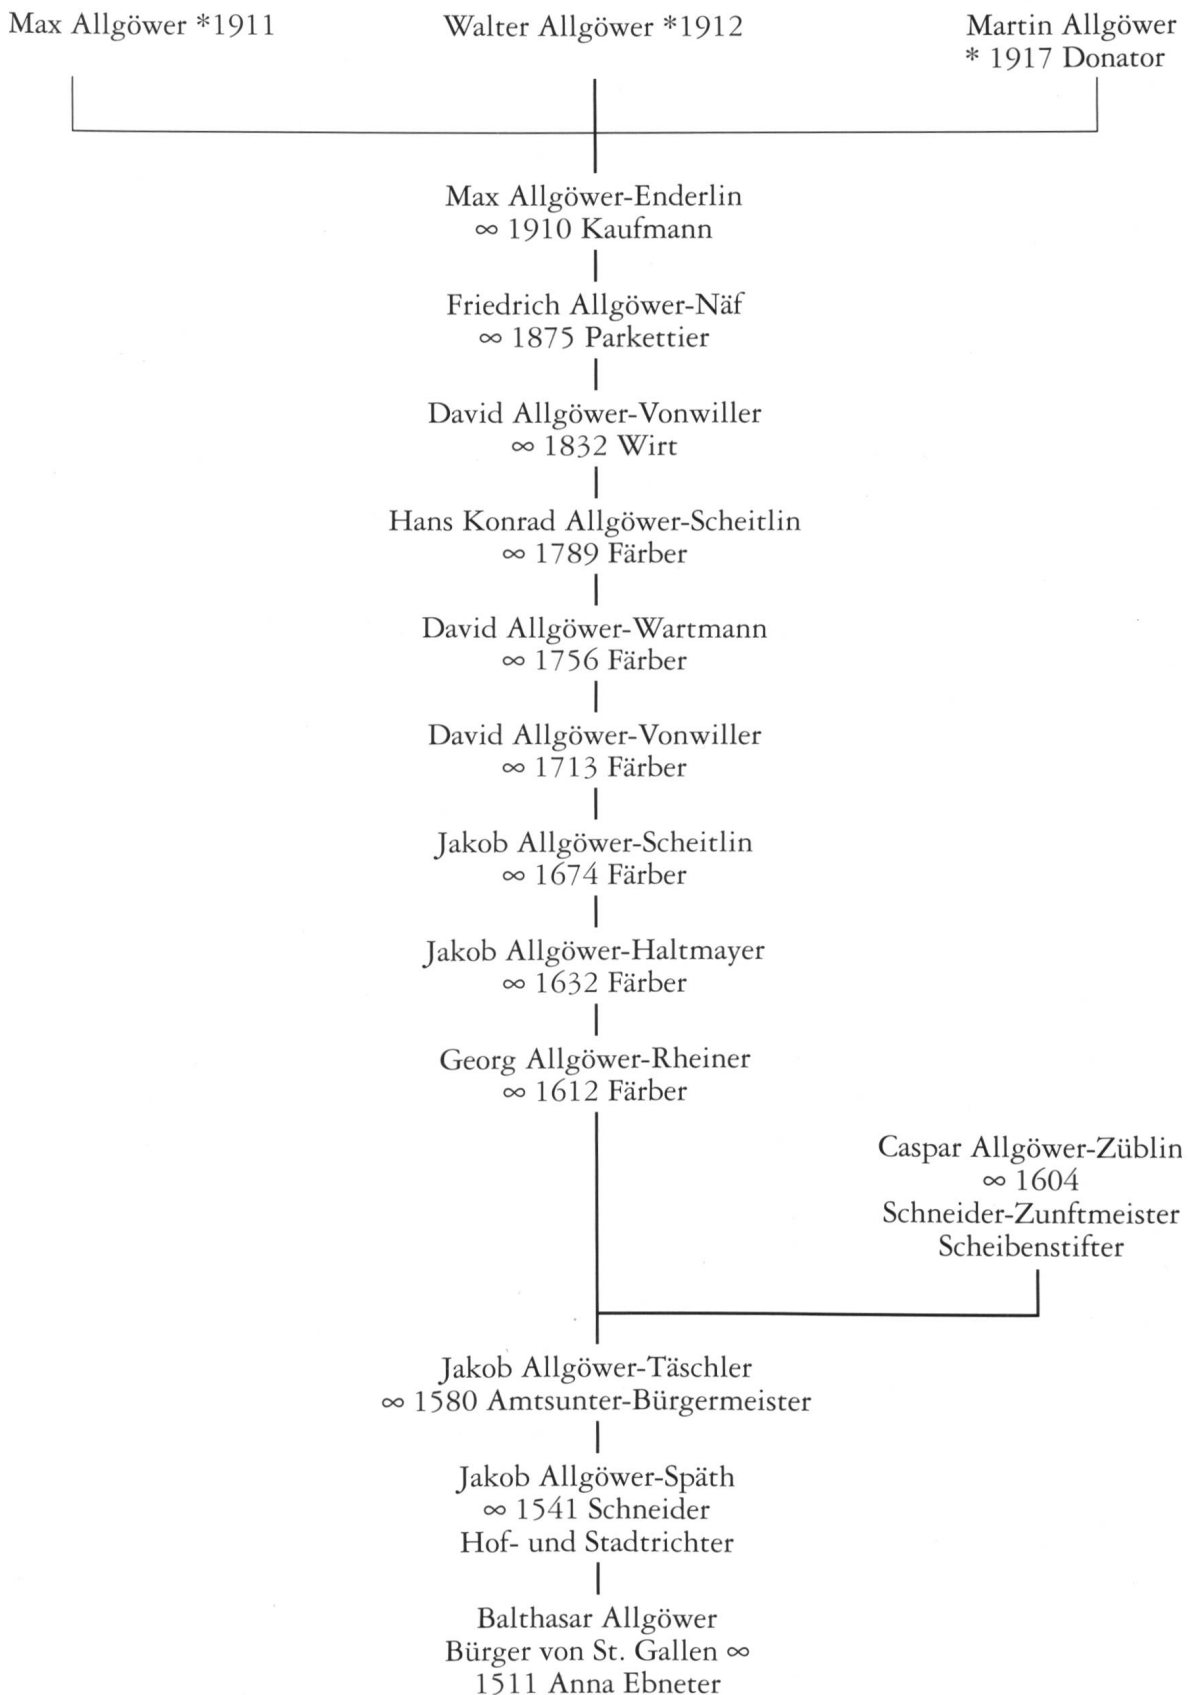 Max Allgöwer *1911
Walter Allgöwer *1912
Martin Allgöwer
* 1917 Donator
Max Allgöwer-Enderlin
∞ 1910 Kaufmann
Friedrich Allgöwer-Näf
∞ 1875 Parkettier
David Allgöwer-Vonwiller
∞ 1832 Wirt
Hans Konrad Allgöwer-Scheitlin
∞ 1789 Färber
David Allgöwer-Wartmann
∞ 1756 Färber
David Allgöwer-Vonwiller
∞ 1713 Färber
Jakob Allgöwer-Scheitlin
∞ 1674 Färber
Jakob Allgöwer-Haltmayer
∞ 1632 Färber
Georg Allgöwer-Rheiner
∞ 1612 Färber
Caspar Allgöwer-Züblin
∞ 1604
Schneider-Zunftmeister
Scheibenstifter
Jakob Allgöwer-Täschler
∞ 1580 Amtsunter-Bürgermeister
Jakob Allgöwer-Späth
∞ 1541 Schneider
Hof- und Stadtrichter
Balthasar Allgöwer
Bürger von St. Gallen ∞
1511 Anna Ebneter